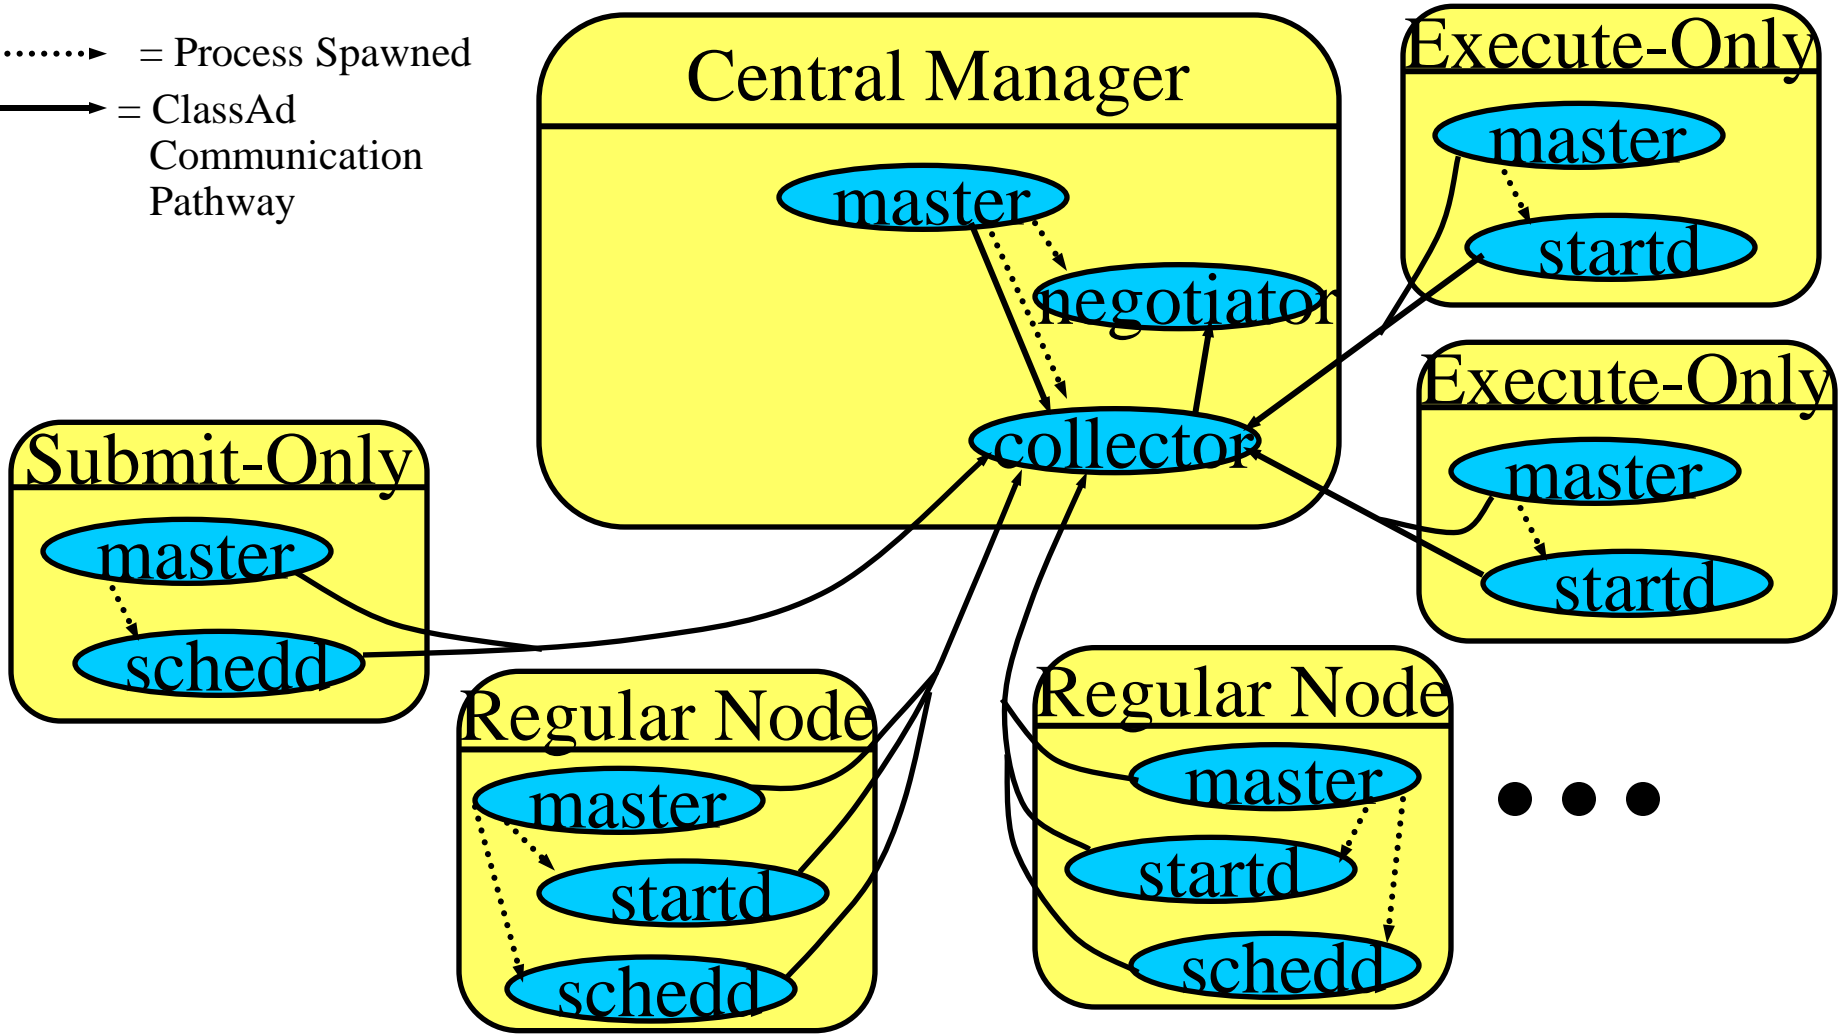 = Process Spawned
= ClassAd
Communication
Pathway
Central Manager
master
negotiator
collector
Execute-Only
master
startd
Execute-Only
master
startd
Submit-Only
master
schedd
Regular Node
master
startd
schedd
Regular Node
master
startd
schedd